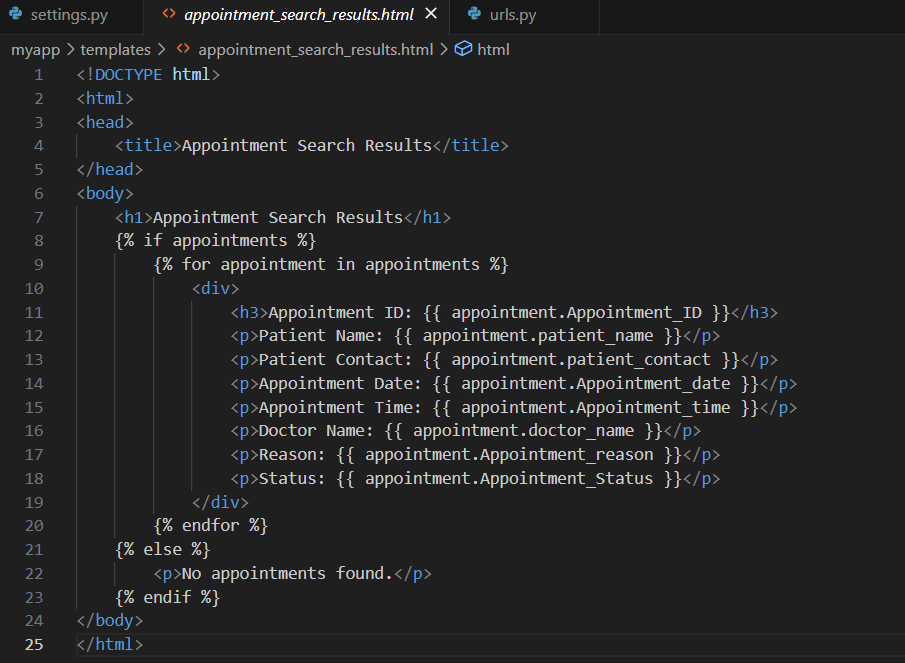 settings.py <> appointment_search_results.html × urls.py
myapp > templates > <> appointment_search_results.html > html
1 <!DOCTYPE html>
2 <html>
3 <head>
4     <title>Appointment Search Results</title>
5 </head>
6 <body>
7     <h1>Appointment Search Results</h1>
8     {% if appointments %}
9         {% for appointment in appointments %}
10             <div>
11                 <h3>Appointment ID: {{ appointment.Appointment_ID }}</h3>
12                 <p>Patient Name: {{ appointment.patient_name }}</p>
13                 <p>Patient Contact: {{ appointment.patient_contact }}</p>
14                 <p>Appointment Date: {{ appointment.Appointment_date }}</p>
15                 <p>Appointment Time: {{ appointment.Appointment_time }}</p>
16                 <p>Doctor Name: {{ appointment.doctor_name }}</p>
17                 <p>Reason: {{ appointment.Appointment_reason }}</p>
18                 <p>Status: {{ appointment.Appointment_Status }}</p>
19             </div>
20         {% endfor %}
21     {% else %}
22         <p>No appointments found.</p>
23     {% endif %}
24 </body>
25 </html>